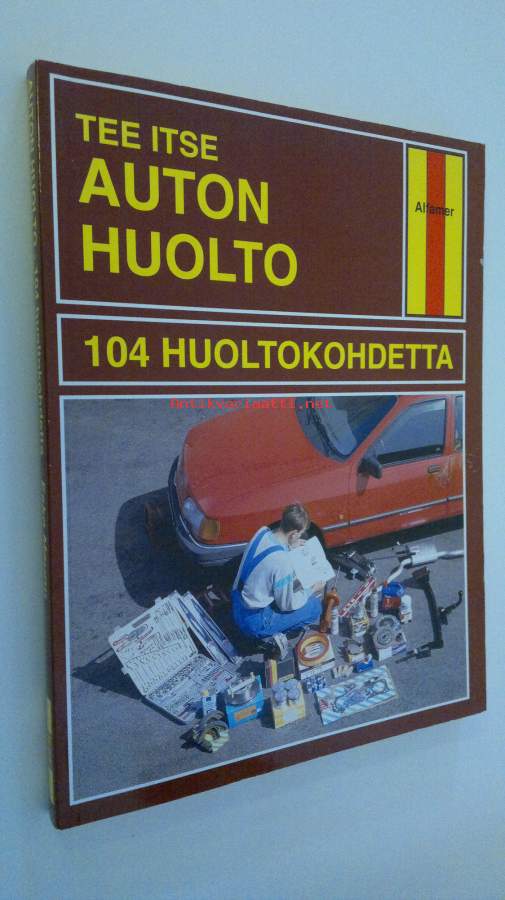 TEE ITSE
AUTON
HUOLTO
Alfamer
104 HUOLTOKOHDETTA
Antikvariaatti.net